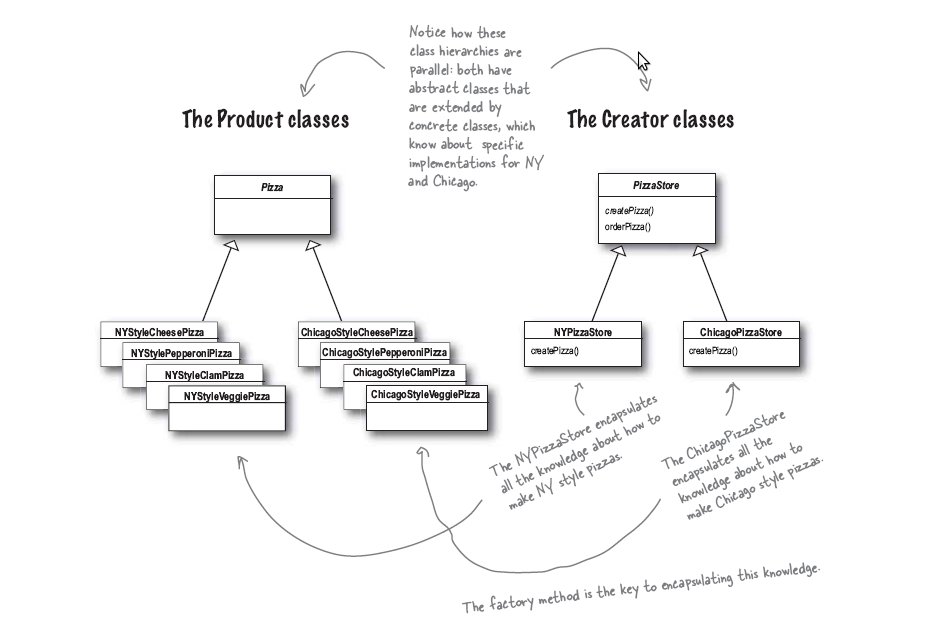 Notice how these
class hierarchies are
parallel: both have
abstract classes that
are extended by
concrete classes, which
know about specific
implementations for NY
and Chicago.
The Product classes
The Creator classes
Pizza
PizzaStore
createPizza()
orderPizza()
NYStyleCheesePizza
NYStylePepperoniPizza
NYStyleClamPizza
NYStyleVeggiePizza
ChicagoStyleCheesePizza
ChicagoStylePepperoniPizza
ChicagoStyleClamPizza
ChicagoStyleVeggiePizza
NYPizzaStore
createPizza()
ChicagoPizzaStore
createPizza()
The NYPizzaStore encapsulates
all the knowledge about how to
make NY style pizzas.
The ChicagoPizzaStore
encapsulates all the
knowledge about how to
make Chicago style pizzas.
The factory method is the key to encapsulating this knowledge.